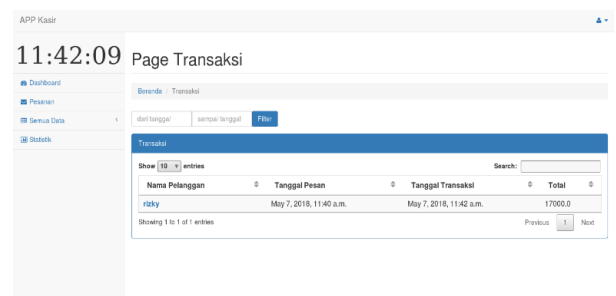 APP Kasir
11:42:09
Page Transaksi
Dashboard
Pesanan
Semua Data
Statistik
Beranda / Transaksi
dari tanggal
sampai tanggal
Filter
Transaksi
Show 10 entries
Search:
Nama Pelanggan Tanggal Pesan Tanggal Transaksi Total
rizky May 7, 2018, 11:40 a.m. May 7, 2018, 11:42 a.m. 17000.0
Showing 1 to 1 of 1 entries
Previous 1 Next